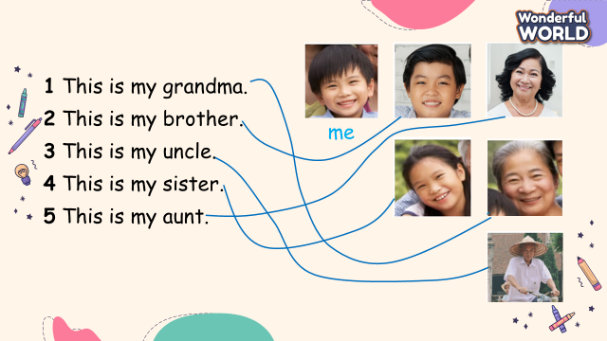 Wonderful
WORLD
1 This is my grandma.
2 This is my brother.
3 This is my uncle.
4 This is my sister.
5 This is my aunt.
me